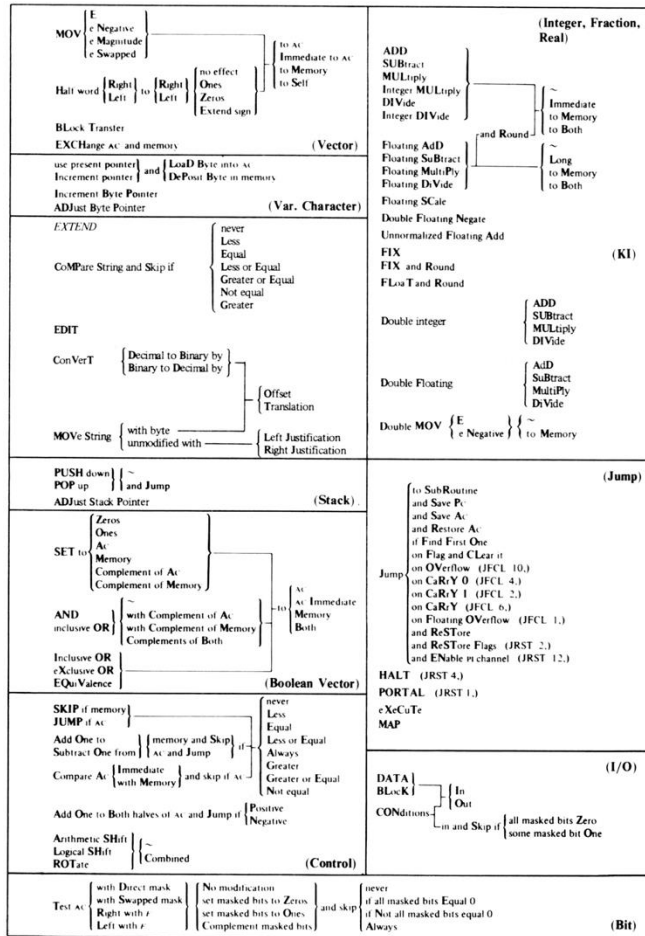 MOV
E
e Negative
e Magnitude
e Swapped
to AC
Immediate to AC
to Memory
to Self
Half word
Right
Left
to
Right
Left
no effect
Ones
Zeros
Extend sign
BLock Transfer
EXCHange AC and memory
(Vector)
use present pointer
Increment pointer
and
LoaD Byte into AC
DePosit Byte in memory
Increment Byte Pointer
ADJust Byte Pointer
(Var. Character)
EXTEND
CoMPare String and Skip if
never
Less
Equal
Less or Equal
Greater or Equal
Not equal
Greater
EDIT
ConVerT
Decimal to Binary by
Binary to Decimal by
Offset
Translation
MOVe String
with byte
unmodified with
Left Justification
Right Justification
PUSH down
POP up
~
and Jump
ADJust Stack Pointer
(Stack).
SET to
Zeros
Ones
AC
Memory
Complement of AC
Complement of Memory
AND
inclusive OR
~
with Complement of AC
with Complement of Memory
Complements of Both
to
AC
AC Immediate
Memory
Both
Inclusive OR
eXclusive OR
EQuiValence
(Boolean Vector)
SKIP if memory
JUMP if AC
Add One to
Subtract One from
memory and Skip
AC and Jump
if
Compare AC
Immediate
with Memory
and skip if AC
never
Less
Equal
Less or Equal
Always
Greater
Greater or Equal
Not equal
Add One to Both halves of AC and Jump if
Positive
Negative
Arithmetic SHift
Logical SHift
ROTate
~
Combined
(Control)
(Integer, Fraction,
Real)
ADD
SUBtract
MULtiply
Integer MULtiply
DIVide
Integer DIVide
~
Immediate
to Memory
to Both
and Round
Floating AdD
Floating SuBtract
Floating MultiPly
Floating DiVide
~
Long
to Memory
to Both
Floating SCale
Double Floating Negate
Unnormalized Floating Add
FIX
FIX and Round
FLoaT and Round
(KI)
Double integer
ADD
SUBtract
MULtiply
DIVide
Double Floating
AdD
SuBtract
MultiPly
DiVide
Double MOV
E
e Negative
~
to Memory
(Jump)
Jump
to SubRoutine
and Save Pc
and Save Ac
and Restore Ac
if Find First One
on Flag and CLear it
on OVerflow (JFCL 10,)
on CaRrY 0 (JFCL 4,)
on CaRrY 1 (JFCL 2,)
on CaRrY (JFCL 6,)
on Floating OVerflow (JFCL 1,)
and ReSTore
and ReSTore Flags (JRST 2,)
and ENable PI channel (JRST 12,)
HALT (JRST 4,)
PORTAL (JRST 1,)
eXeCuTe
MAP
(I/O)
DATA
BLocK
In
Out
CONditions
in and Skip if
all masked bits Zero
some masked bit One
Test AC
with Direct mask
with Swapped mask
Right with E
Left with E
No modification
set masked bits to Zeros
set masked bits to Ones
Complement masked bits
and skip
never
if all masked bits Equal 0
if Not all masked bits equal 0
Always
(Bit)